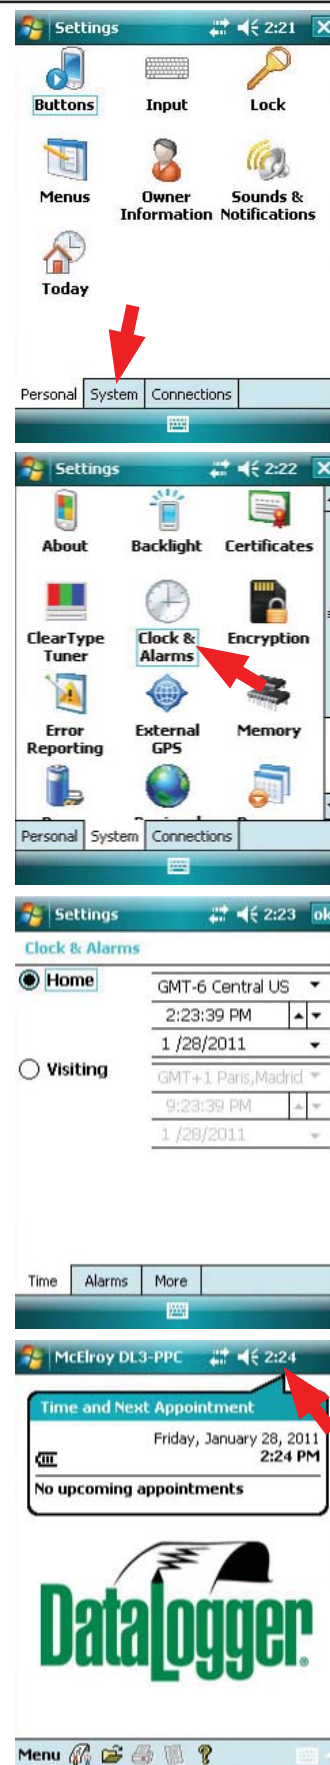 Settings 2:21
Buttons Input Lock
Menus Owner Information Sounds & Notifications
Today
Personal System Connections
Settings 2:22
About Backlight Certificates
ClearType Tuner Clock & Alarms Encryption
Error Reporting External GPS Memory
Personal System Connections
Settings 2:23 ok
Clock & Alarms
Home GMT-6 Central US
2:23:39 PM
1 /28/2011
Visiting GMT+1 Paris,Madrid
9:23:39 PM
1 /28/2011
Time Alarms More
McElroy DL3-PPC 2:24
Time and Next Appointment
Friday, January 28, 2011
2:24 PM
No upcoming appointments
DataLogger.
Menu